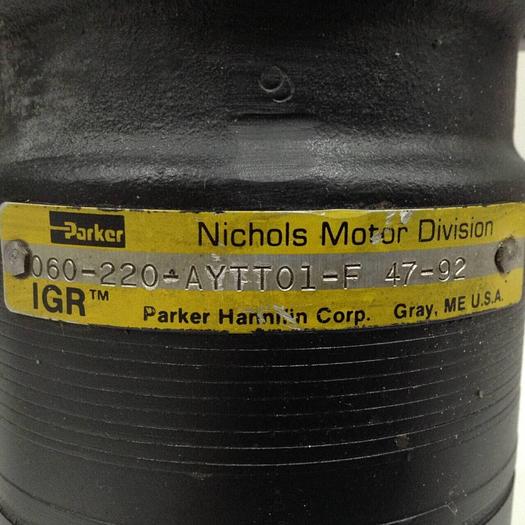 Parker Nichols Motor Division
060-220-AYTT01-F 47-92
IGR™ Parker Hannifin Corp. Gray, ME U.S.A.